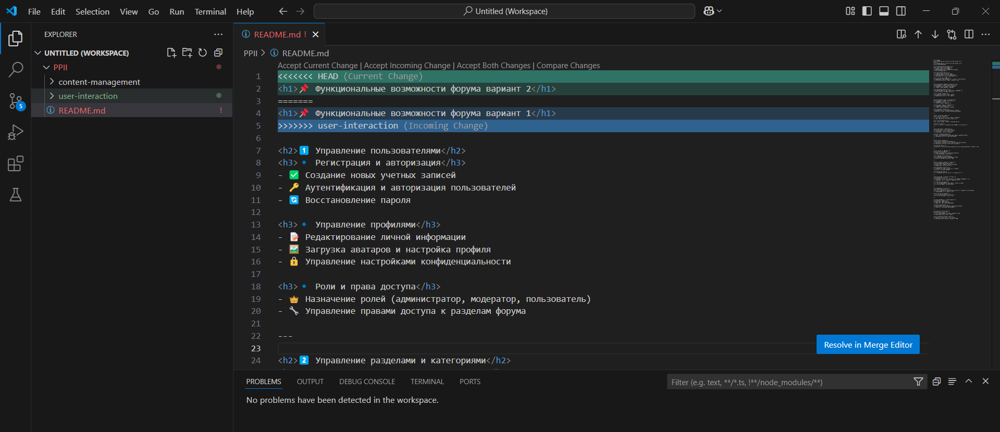 File Edit Selection View Go Run Terminal Help
Untitled (Workspace)
EXPLORER
UNTITLED (WORKSPACE)
PPII
content-management
user-interaction
README.md !
5
README.md !
PPII > README.md
Accept Current Change | Accept Incoming Change | Accept Both Changes | Compare Changes
1 <<<<<<< HEAD (Current Change)
2 <h1>📌 Функциональные возможности форума вариант 2</h1>
3 =======
4 <h1>📌 Функциональные возможности форума вариант 1</h1>
5 >>>>>>> user-interaction (Incoming Change)
6
7 <h2>1️⃣ Управление пользователями</h2>
8 <h3>🔹 Регистрация и авторизация</h3>
9 - ✅ Создание новых учетных записей
10 - 🔑 Аутентификация и авторизация пользователей
11 - 🔄 Восстановление пароля
12
13 <h3>🔹 Управление профилями</h3>
14 - 📝 Редактирование личной информации
15 - 🖼️ Загрузка аватаров и настройка профиля
16 - 🔒 Управление настройками конфиденциальности
17
18 <h3>🔹 Роли и права доступа</h3>
19 - 👑 Назначение ролей (администратор, модератор, пользователь)
20 - 🔧 Управление правами доступа к разделам форума
21
22 ---
23
24 <h2>2️⃣ Управление разделами и категориями</h2>
Resolve in Merge Editor
PROBLEMS OUTPUT DEBUG CONSOLE TERMINAL PORTS
Filter (e.g. text, **/*.ts, !**/node_modules/**)
No problems have been detected in the workspace.